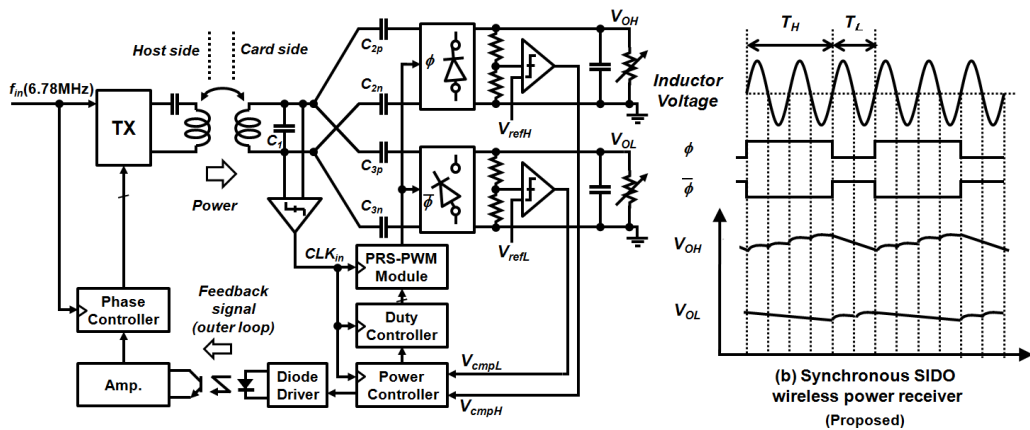 Host side
Card side
f_in(6.78MHz)
TX
Power
C_1
C_2p
C_2n
C_3p
C_3n
ϕ
ϕ̅
V_OH
V_refH
V_OL
V_refL
CLK_in
PRS-PWM
Module
Duty
Controller
Power
Controller
V_cmpL
V_cmpH
Phase
Controller
Feedback
signal
(outer loop)
Amp.
Diode
Driver
T_H
T_L
Inductor
Voltage
ϕ
ϕ̅
V_OH
V_OL
(b) Synchronous SIDO
wireless power receiver
(Proposed)